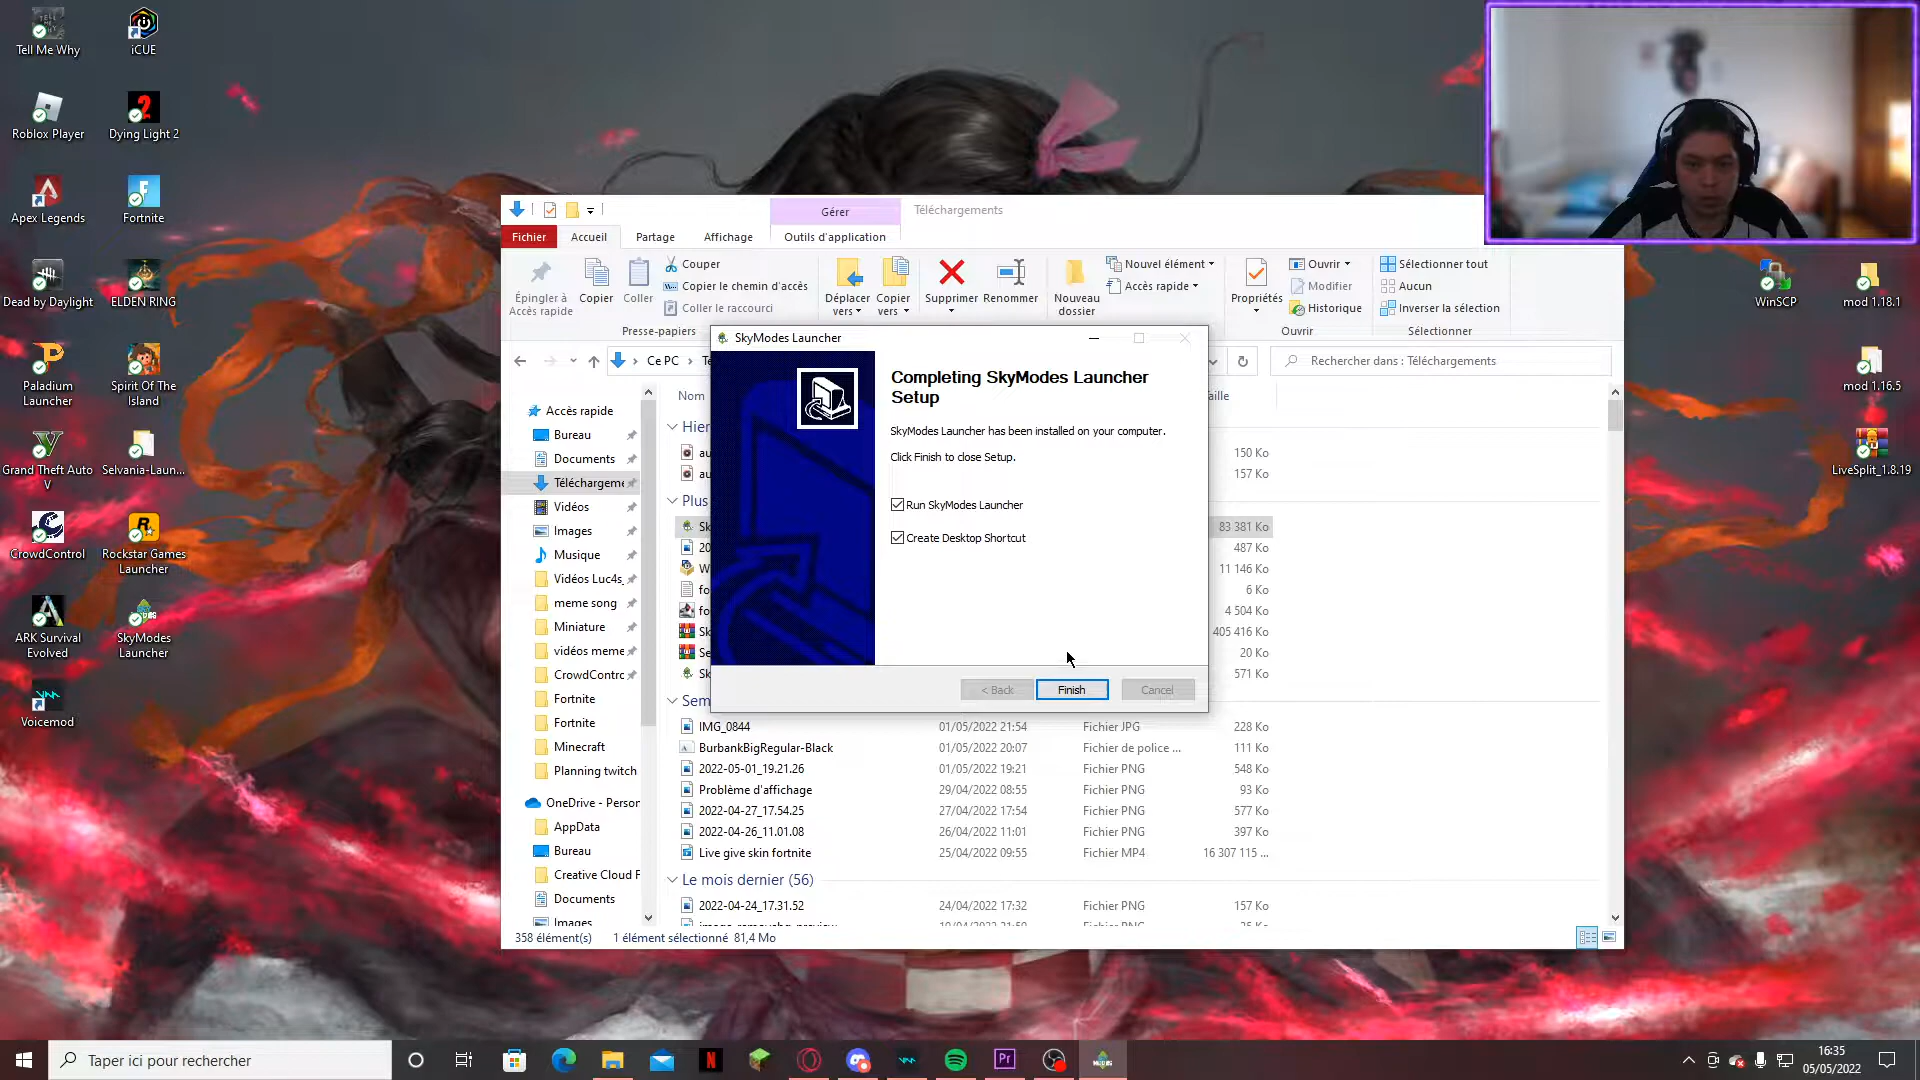 Tell Me Why
iCUE
Roblox Player
Dying Light 2
Apex Legends
Fortnite
Dead by Daylight
ELDEN RING
Paladium
Launcher
Spirit Of The
Island
Grand Theft Auto
V
Selvania-Laun...
CrowdControl
Rockstar Games
Launcher
ARK Survival
Evolved
SkyModes
Launcher
Voicemod
WinSCP
mod 1.18.1
mod 1.16.5
LiveSplit_1.8.19
Gérer
Téléchargements
Fichier
Accueil
Partage
Affichage
Outils d'application
Épingler à
Accès rapide
Copier
Coller
Couper
Copier le chemin d'accès
Coller le raccourci
Presse-papiers
Déplacer
vers
Copier
vers
Supprimer
Renommer
Nouveau
dossier
Nouvel élément
Accès rapide
Propriétés
Ouvrir
Modifier
Historique
Ouvrir
Sélectionner tout
Aucun
Inverser la sélection
Sélectionner
Ce PC
Rechercher dans : Téléchargements
Accès rapide
Bureau
Documents
Vidéos
Images
Musique
Vidéos Luc4s
meme song
Miniature
vidéos meme
Fortnite
Fortnite
Minecraft
Planning twitch
OneDrive - Person
AppData
Bureau
Creative Cloud F
Documents
Images
Nom
150 Ko
157 Ko
83 381 Ko
487 Ko
11 146 Ko
6 Ko
4 504 Ko
405 416 Ko
20 Ko
571 Ko
SkyModes Launcher
Completing SkyModes Launcher
Setup
SkyModes Launcher has been installed on your computer.
Click Finish to close Setup.
Run SkyModes Launcher
Create Desktop Shortcut
< Back
Finish
Cancel
IMG_0844 01/05/2022 21:54 Fichier JPG 228 Ko
BurbankBigRegular-Black 01/05/2022 20:07 Fichier de police ... 111 Ko
2022-05-01_19.21.26 01/05/2022 19:21 Fichier PNG 548 Ko
Problème d'affichage 29/04/2022 08:55 Fichier PNG 93 Ko
2022-04-27_17.54.25 27/04/2022 17:54 Fichier PNG 577 Ko
2022-04-26_11.01.08 26/04/2022 11:01 Fichier PNG 397 Ko
Live give skin fortnite 25/04/2022 09:55 Fichier MP4 16 307 115 ...
Le mois dernier (56)
2022-04-24_17.31.52 24/04/2022 17:32 Fichier PNG 157 Ko
358 élément(s)
1 élément sélectionné 81,4 Mo
Taper ici pour rechercher
16:35
05/05/2022